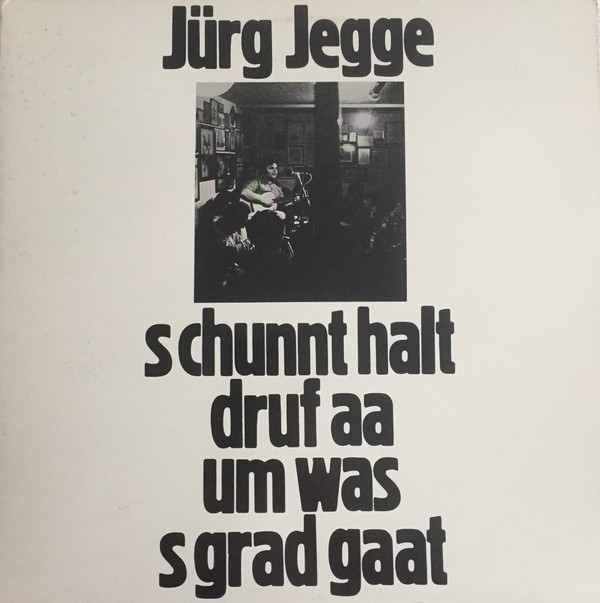 Jürg Jegge
s chunnt halt
druf aa
um was
s grad gaat